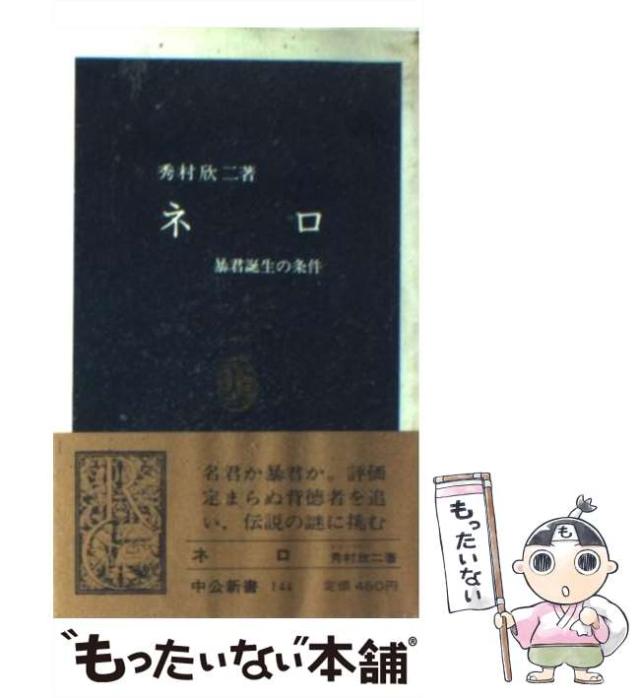 秀村欣二著
ネロ
暴君誕生の条件
名君か暴君か。評価
定まらぬ背徳者を追
い，伝説の謎に挑む
ネロ 秀村欣二著
中公新書 144 定価 460円
"もったいない"本舗®
もったいない
も